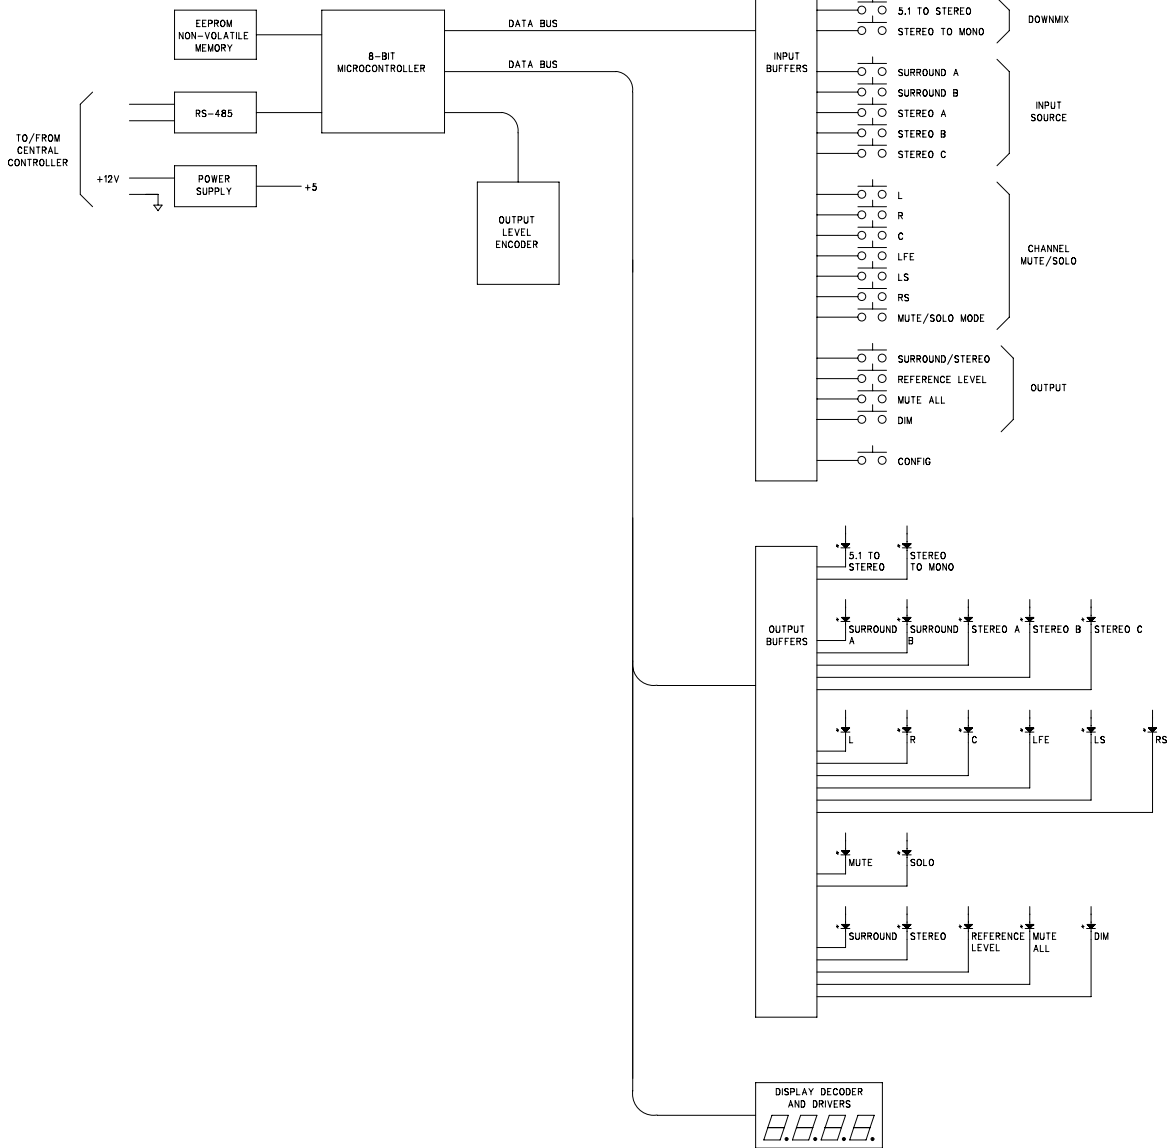 EEPROM
NON-VOLATILE
MEMORY
8-BIT
MICROCONTROLLER
DATA BUS
DATA BUS
RS-485
TO/FROM
CENTRAL
CONTROLLER
+12V
POWER
SUPPLY
+5
OUTPUT
LEVEL
ENCODER
INPUT
BUFFERS
5.1 TO STEREO
STEREO TO MONO
DOWNMIX
SURROUND A
SURROUND B
STEREO A
STEREO B
STEREO C
INPUT
SOURCE
L
R
C
LFE
LS
RS
MUTE/SOLO MODE
CHANNEL
MUTE/SOLO
SURROUND/STEREO
REFERENCE LEVEL
MUTE ALL
DIM
OUTPUT
CONFIG
OUTPUT
BUFFERS
5.1 TO
STEREO
STEREO
TO MONO
SURROUND
A
SURROUND
B
STEREO A
STEREO B
STEREO C
L
R
C
LFE
LS
RS
MUTE
SOLO
SURROUND
STEREO
REFERENCE
LEVEL
MUTE
ALL
DIM
DISPLAY DECODER
AND DRIVERS
8.8.8.8.